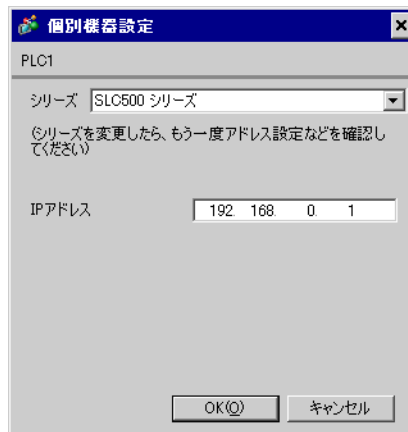 個別機器設定
PLC1
シリーズ SLC500 シリーズ
(シリーズを変更したら、もう一度アドレス設定などを確認し
てください)
IPアドレス 192. 168. 0. 1
OK(O) キャンセル